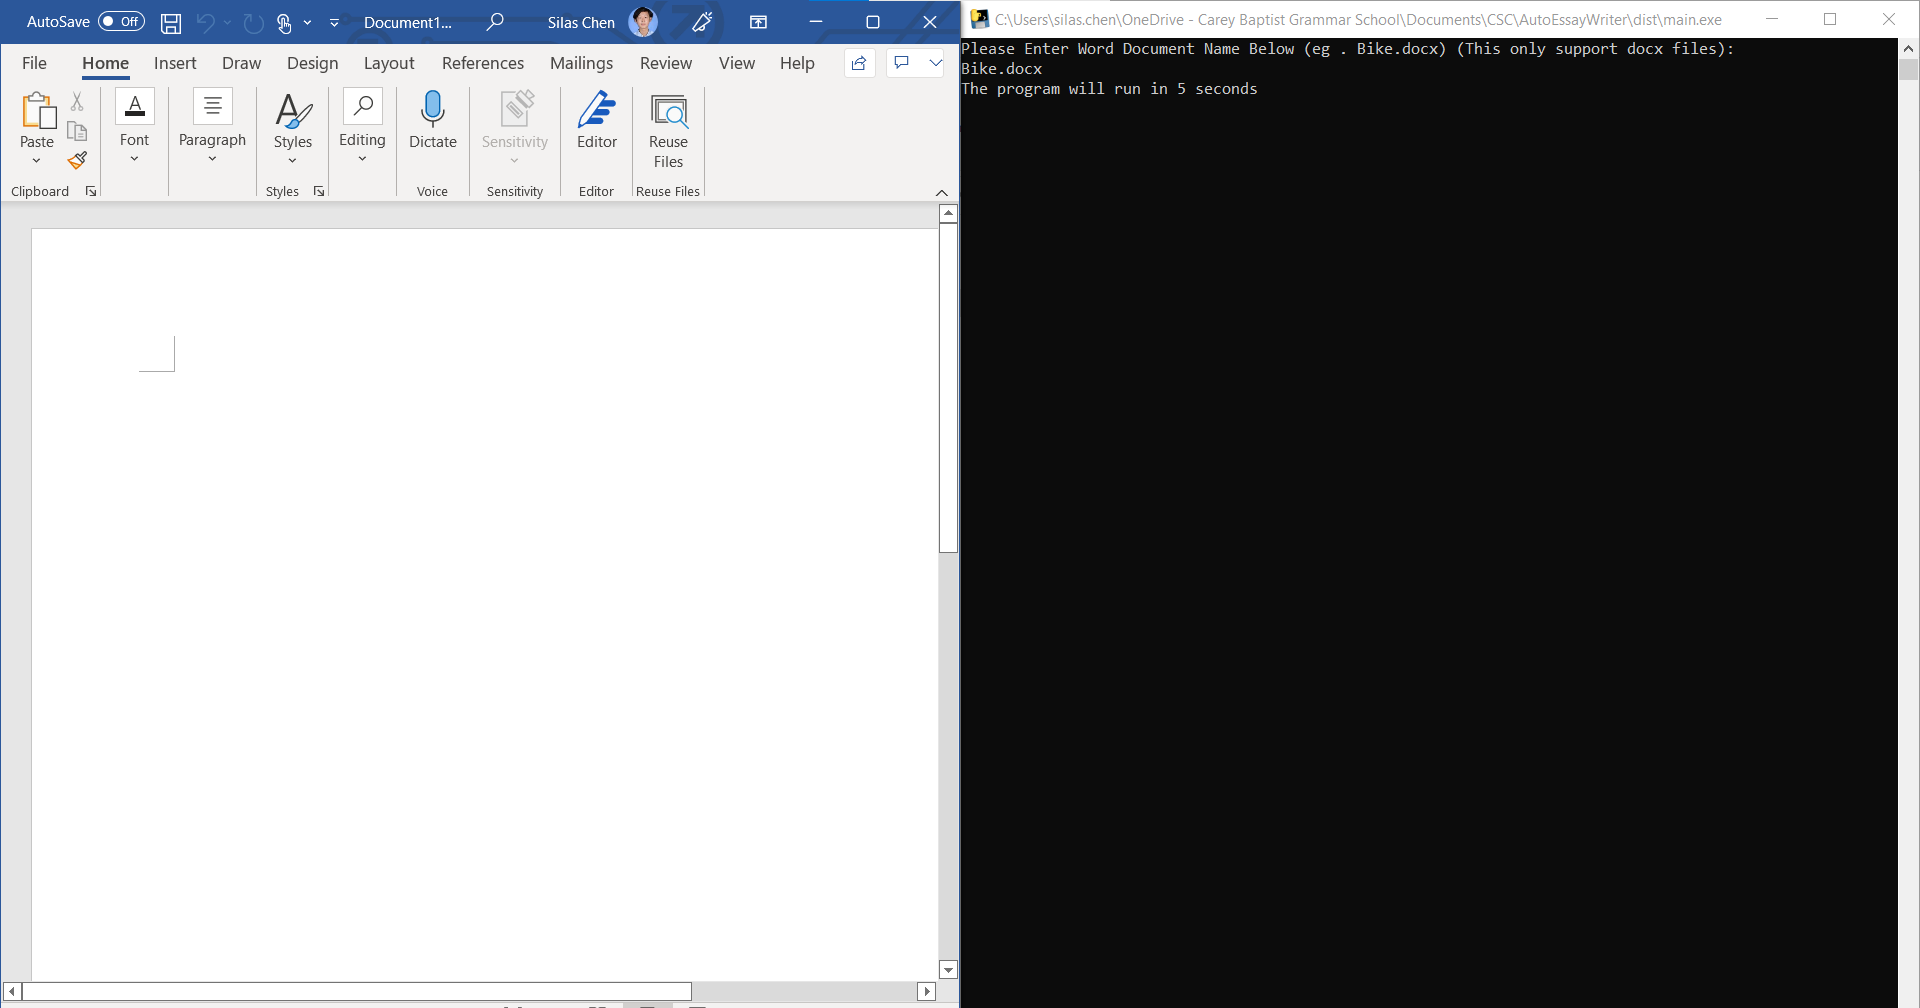 AutoSave Off Document1... Silas Chen
File Home Insert Draw Design Layout References Mailings Review View Help
Paste Font Paragraph Styles Editing Dictate Sensitivity Editor Reuse
Files
Clipboard Styles Voice Sensitivity Editor Reuse Files
C:\Users\silas.chen\OneDrive - Carey Baptist Grammar School\Documents\CSC\AutoEssayWriter\dist\main.exe
Please Enter Word Document Name Below (eg . Bike.docx) (This only support docx files):
Bike.docx
The program will run in 5 seconds